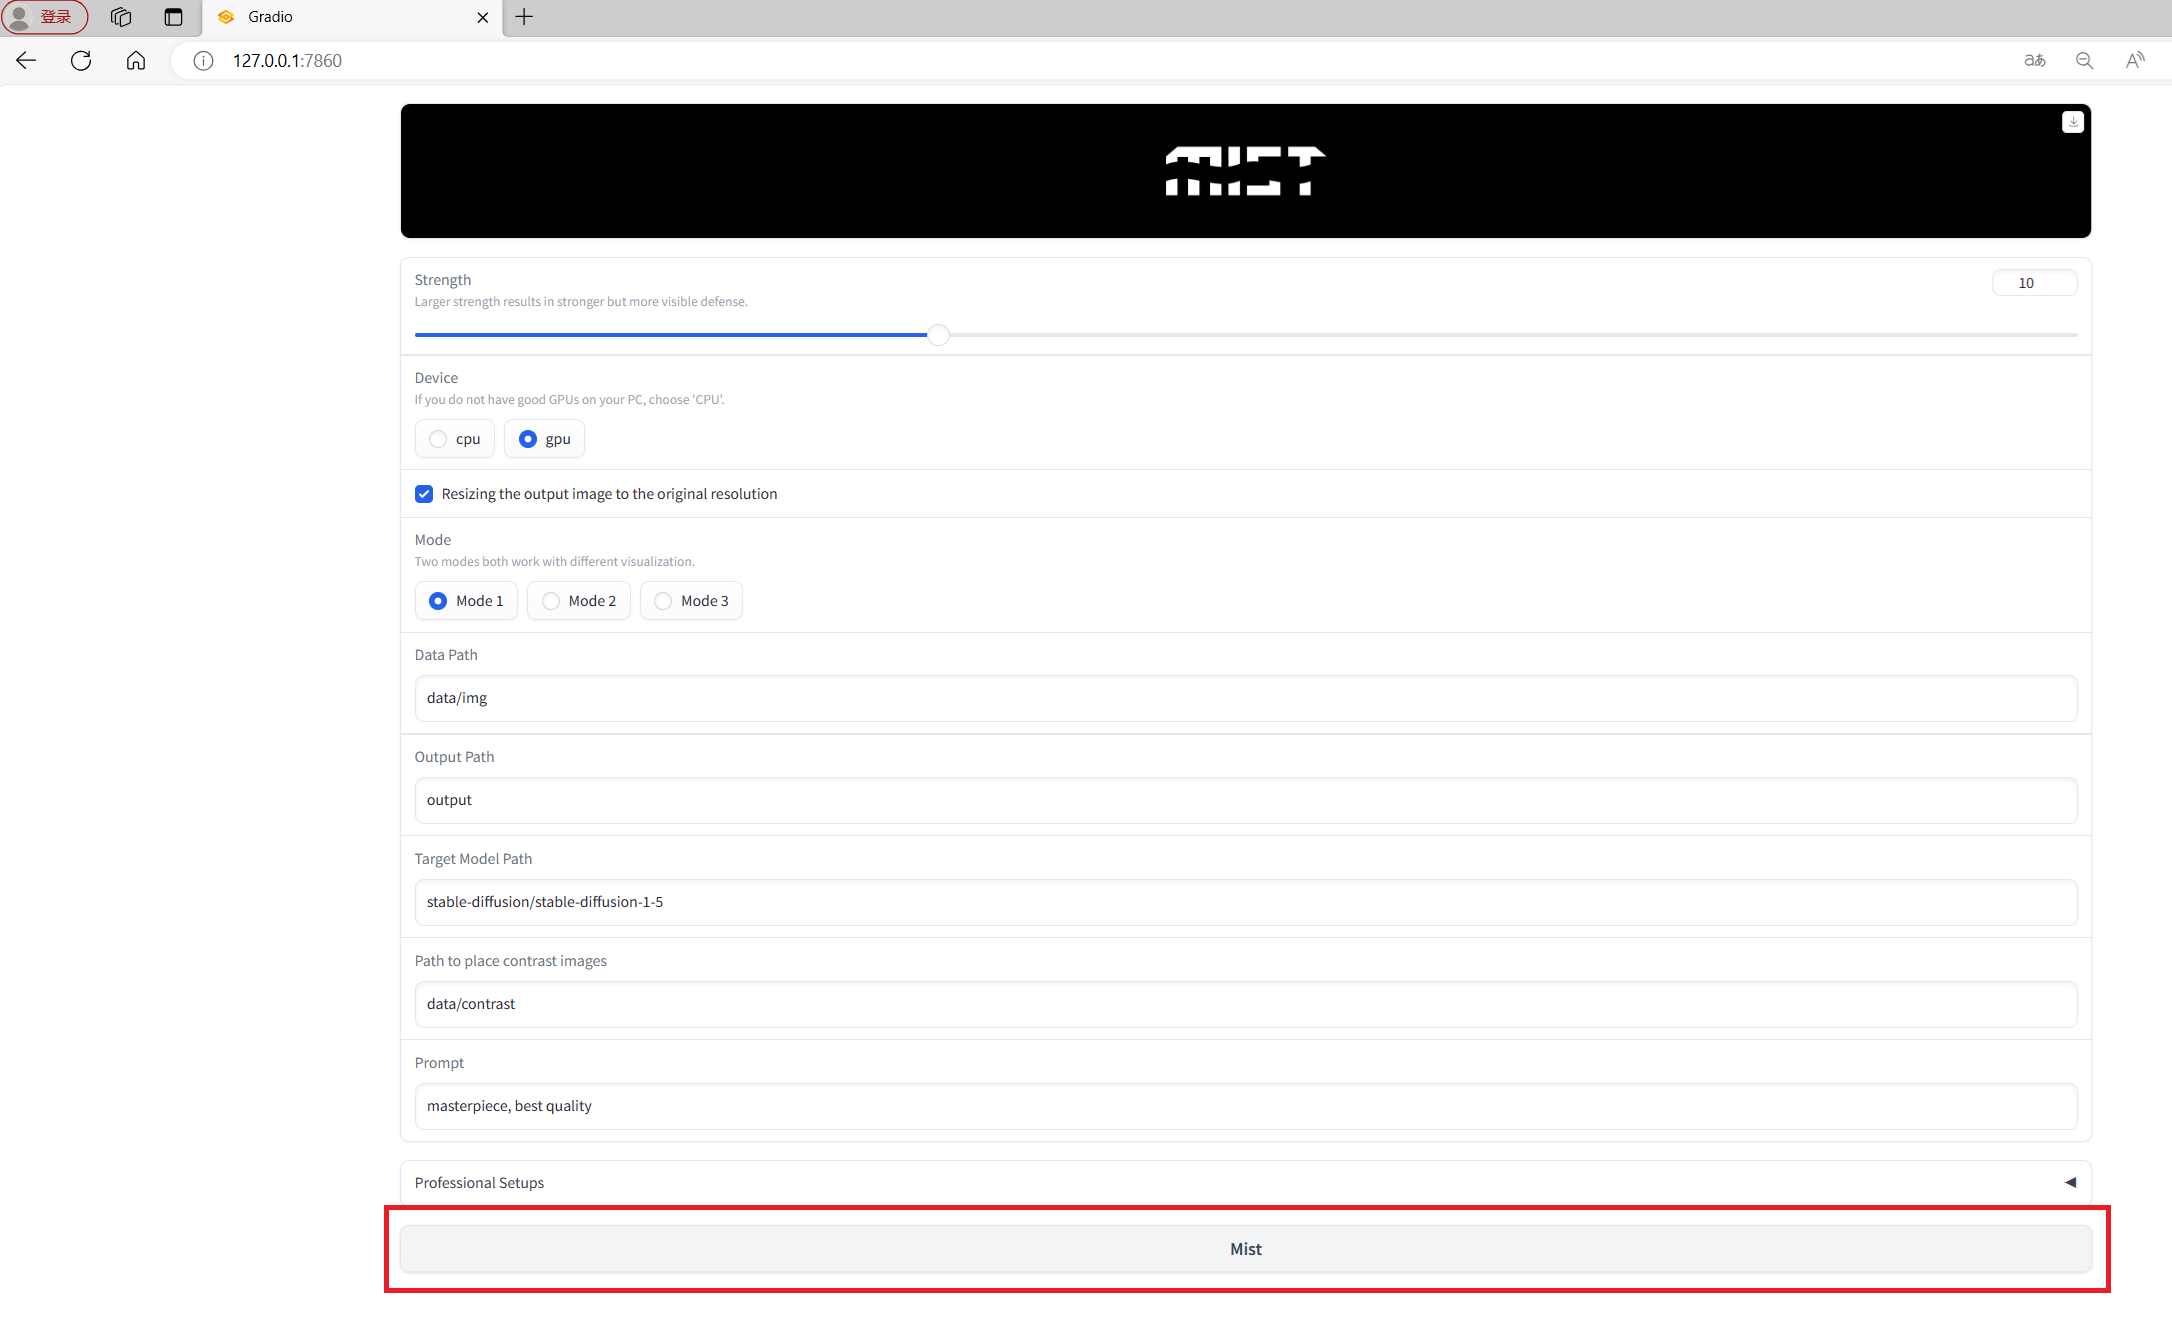 登录
Gradio
127.0.0.1:7860
aあ
MIST
Strength
10
Larger strength results in stronger but more visible defense.
Device
If you do not have good GPUs on your PC, choose 'CPU'.
cpu
gpu
Resizing the output image to the original resolution
Mode
Two modes both work with different visualization.
Mode 1
Mode 2
Mode 3
Data Path
data/img
Output Path
output
Target Model Path
stable-diffusion/stable-diffusion-1-5
Path to place contrast images
data/contrast
Prompt
masterpiece, best quality
Professional Setups
Mist